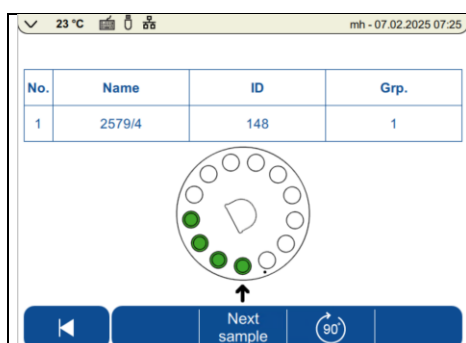 23 °C mh - 07.02.2025 07:25
No. Name ID Grp.
1 2579/4 148 1
Next
sample
90°